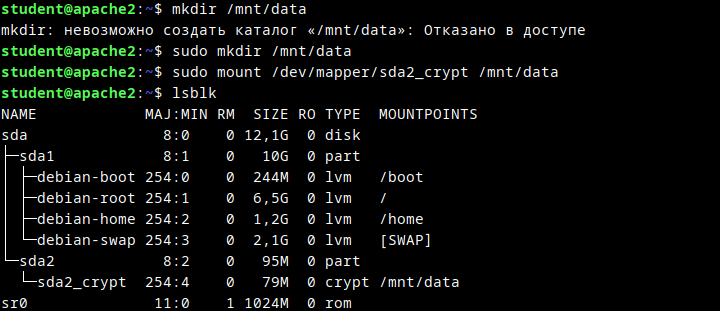 student@apache2:~$ mkdir /mnt/data
mkdir: невозможно создать каталог «/mnt/data»: Отказано в доступе
student@apache2:~$ sudo mkdir /mnt/data
student@apache2:~$ sudo mount /dev/mapper/sda2_crypt /mnt/data
student@apache2:~$ lsblk
NAME            MAJ:MIN RM  SIZE RO TYPE  MOUNTPOINTS
sda               8:0    0 12,1G  0 disk
├─sda1            8:1    0   10G  0 part
│ ├─debian-boot 254:0    0  244M  0 lvm   /boot
│ ├─debian-root 254:1    0  6,5G  0 lvm   /
│ ├─debian-home 254:2    0  1,2G  0 lvm   /home
│ └─debian-swap 254:3    0  2,1G  0 lvm   [SWAP]
└─sda2            8:2    0   95M  0 part
  └─sda2_crypt  254:4    0   79M  0 crypt /mnt/data
sr0              11:0    1 1024M  0 rom